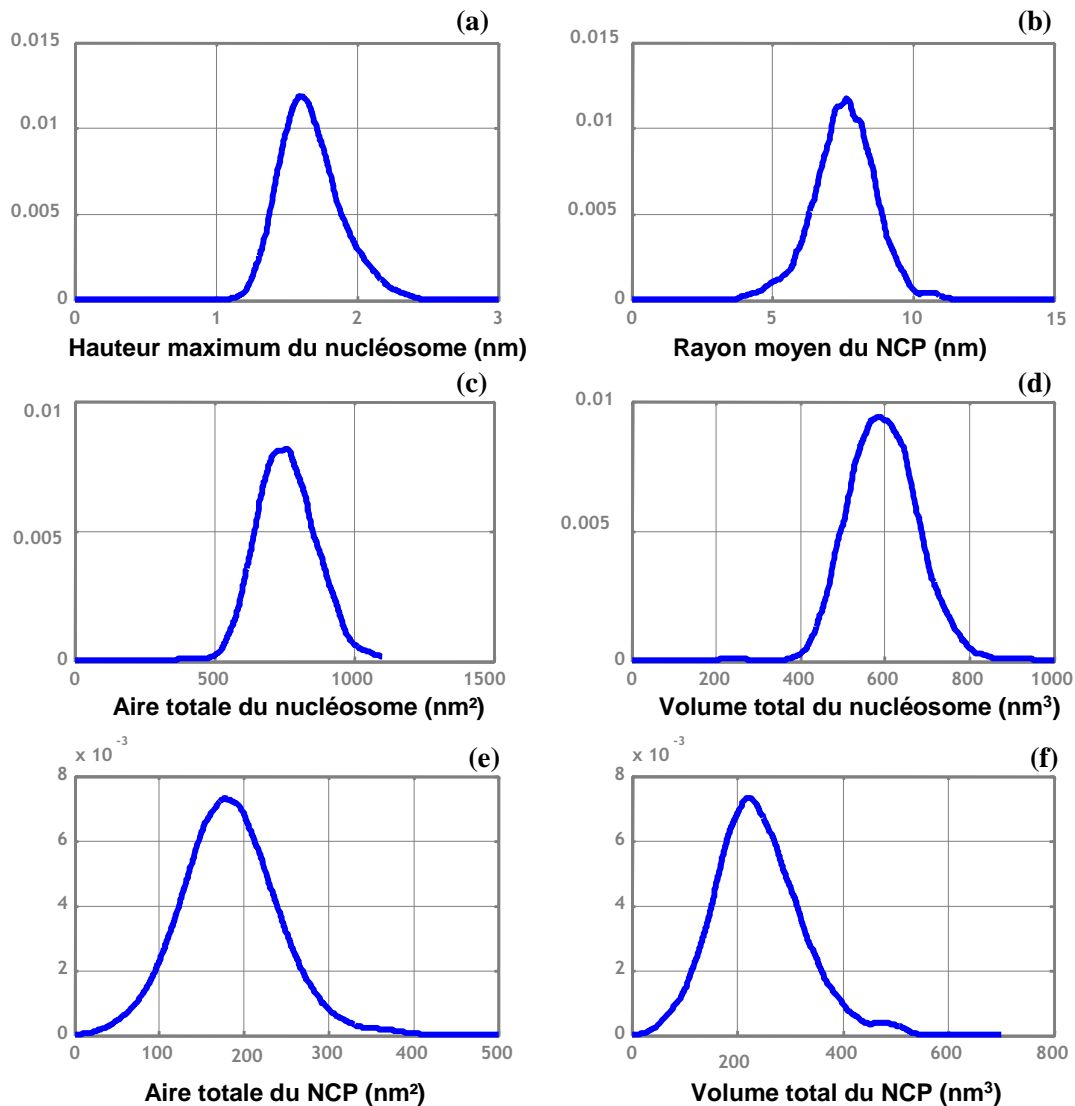 (a)
0.015
0.01
0.005
0
0 1 2 3
Hauteur maximum du nucléosome (nm)
(b)
0.015
0.01
0.005
0
0 5 10 15
Rayon moyen du NCP (nm)
(c)
0.01
0.005
0
0 500 1000 1500
Aire totale du nucléosome (nm²)
(d)
0.01
0.005
0
0 200 400 600 800 1000
Volume total du nucléosome (nm³)
(e)
x 10 -3
8
6
4
2
0
0 100 200 300 400 500
Aire totale du NCP (nm²)
(f)
x 10 -3
8
6
4
2
0
0 200 400 600 800
Volume total du NCP (nm³)